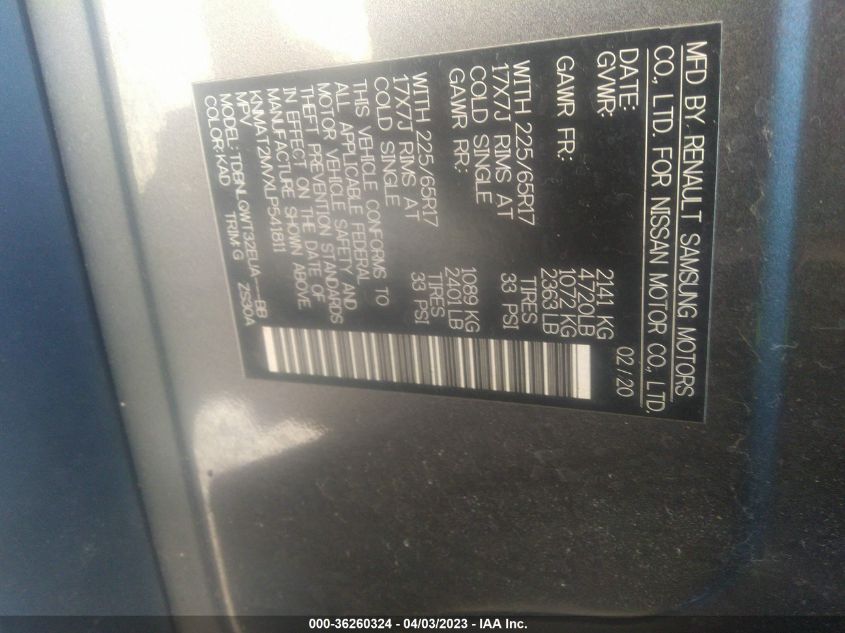 MFD BY RENAULT SAMSUNG MOTORS
CO., LTD. FOR NISSAN MOTOR CO., LTD.
DATE: 02/20
GVWR: 2141 KG
4720LB
GAWR FR: 1072 KG
2363 LB
WITH 225/65R17 TIRES
17X7J RIMS AT 33 PSI
COLD SINGLE
GAWR RR: 1089 KG
2401 LB
WITH 225/65R17 TIRES
17X7J RIMS AT 33 PSI
COLD SINGLE
THIS VEHICLE CONFORMS TO
ALL APPLICABLE FEDERAL
MOTOR VEHICLE SAFETY AND
THEFT PREVENTION STANDARDS
IN EFFECT ON THE DATE OF
MANUFACTURE SHOWN ABOVE
KNMAT2MVXLP541811
MPV
MODEL: TDBNLGWT32EUA----BB
COLOR:KAD TRIM:G ZS90A
000-36260324 - 04/03/2023 - IAA Inc.